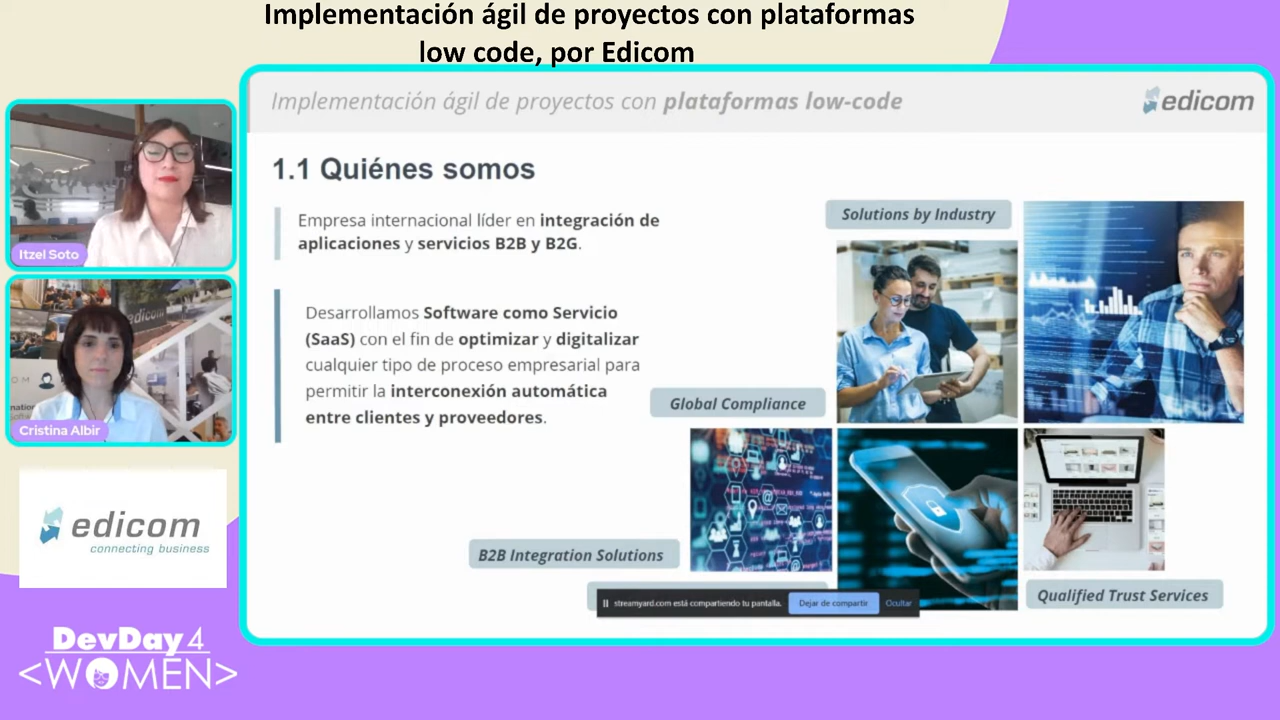 Implementación ágil de proyectos con plataformas
low code, por Edicom
Implementación ágil de proyectos con plataformas low-code
edicom
1.1 Quiénes somos
Empresa internacional líder en integración de
aplicaciones y servicios B2B y B2G.
Desarrollamos Software como Servicio
(SaaS) con el fin de optimizar y digitalizar
cualquier tipo de proceso empresarial para
permitir la interconexión automática
entre clientes y proveedores.
Solutions by Industry
Global Compliance
B2B Integration Solutions
Qualified Trust Services
streamyard.com está compartiendo tu pantalla.
Dejar de compartir
Ocultar
Itzel Soto
edicom
Cristina Albir
edicom
connecting business
DevDay4
<WOMEN>